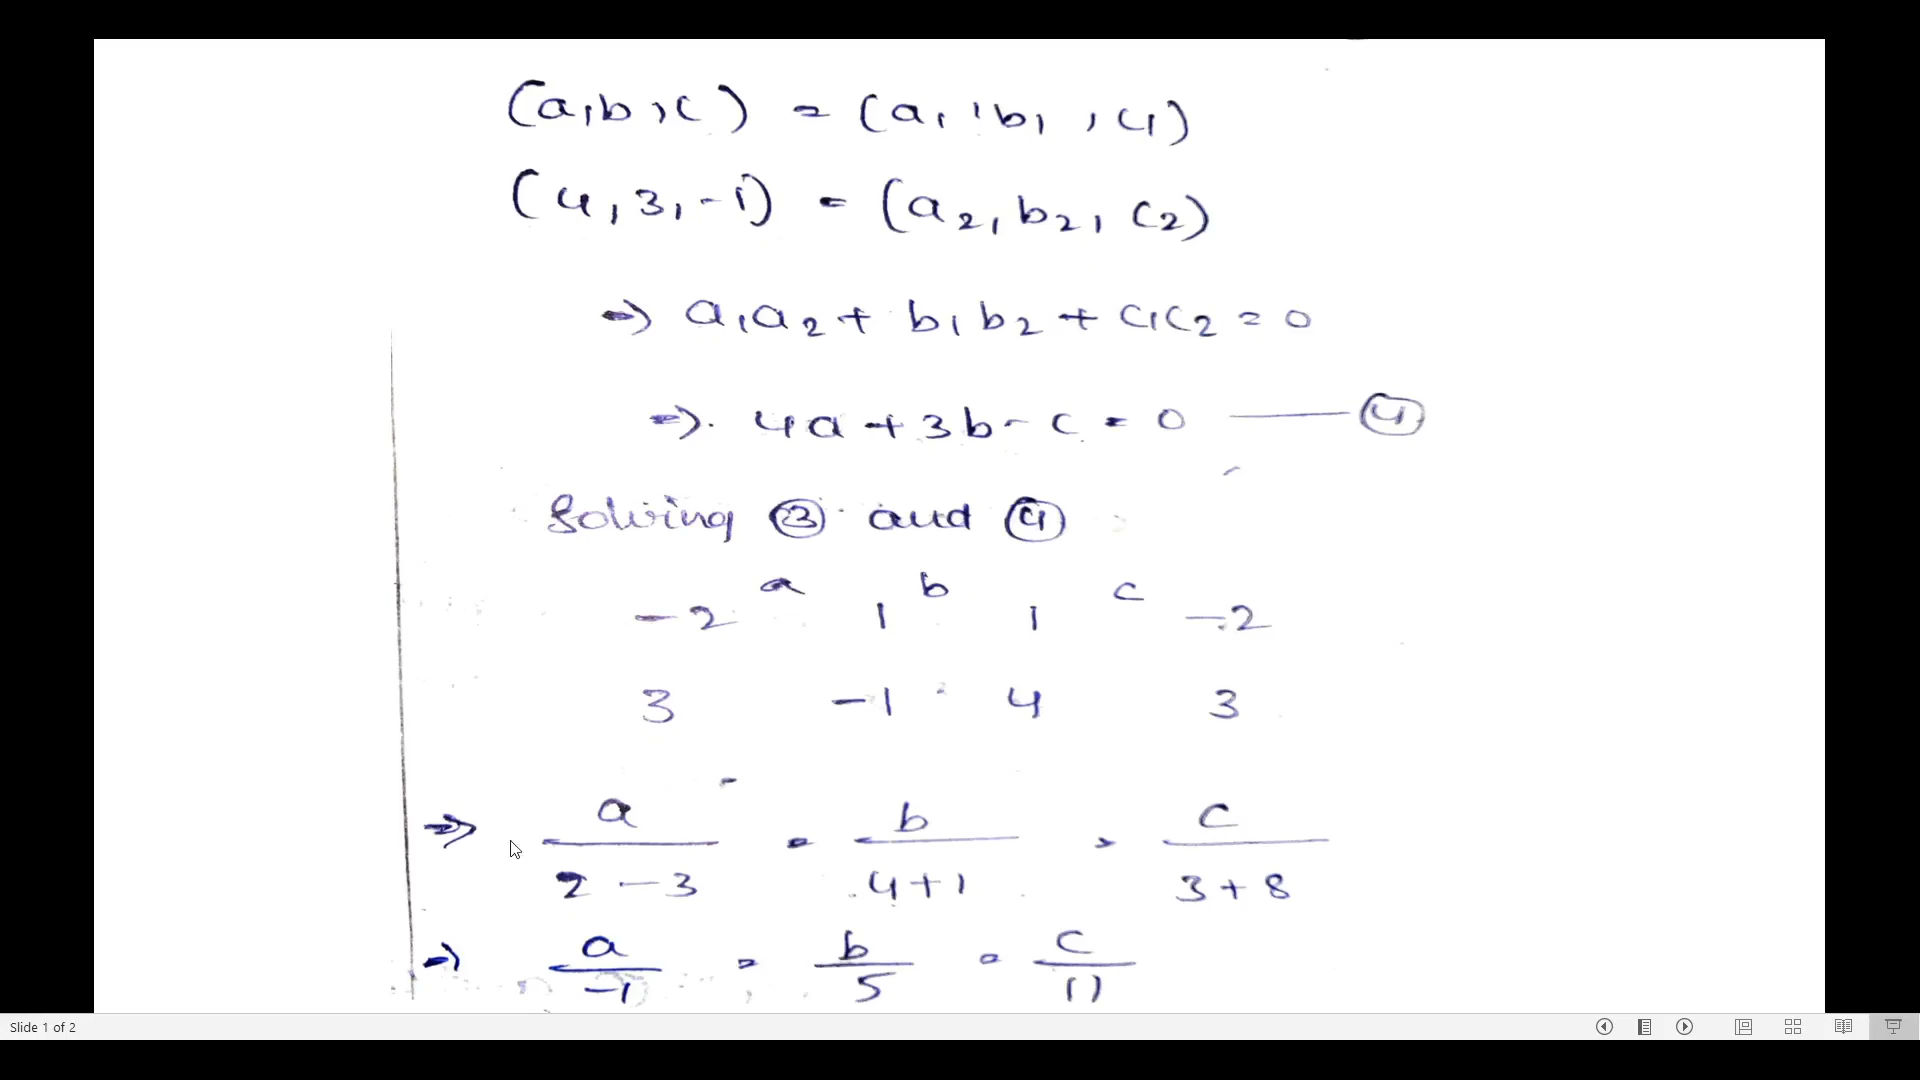 (a, b, c) = (a1, b1, c1)
(4, 3, -1) = (a2, b2, c2)
⇒ a1a2 + b1b2 + c1c2 = 0
⇒ 4a + 3b - c = 0 —— ④
Solving ③ and ④
a b c
-2 1 1 -2
3 -1 4 3
⇒ a/(2-3) = b/(4+1) = c/(3+8)
⇒ a/-1 = b/5 = c/11
Slide 1 of 2